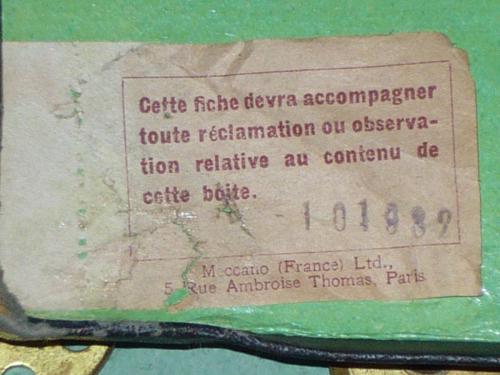 Cette fiche devra accompagner
toute réclamation ou observa-
tion relative au contenu de
cette boîte.
101939
Meccano (France) Ltd.,
5 Rue Ambroise Thomas, Paris